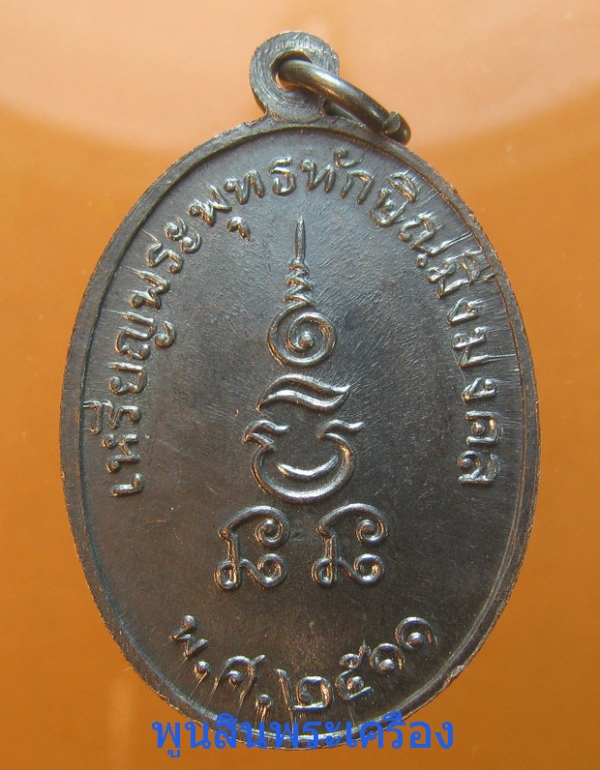 เหรียญพระพุทธทักษิณมิ่งมงคล
พ.ศ.๒๕๑๑
พูนสินพระเครื่อง